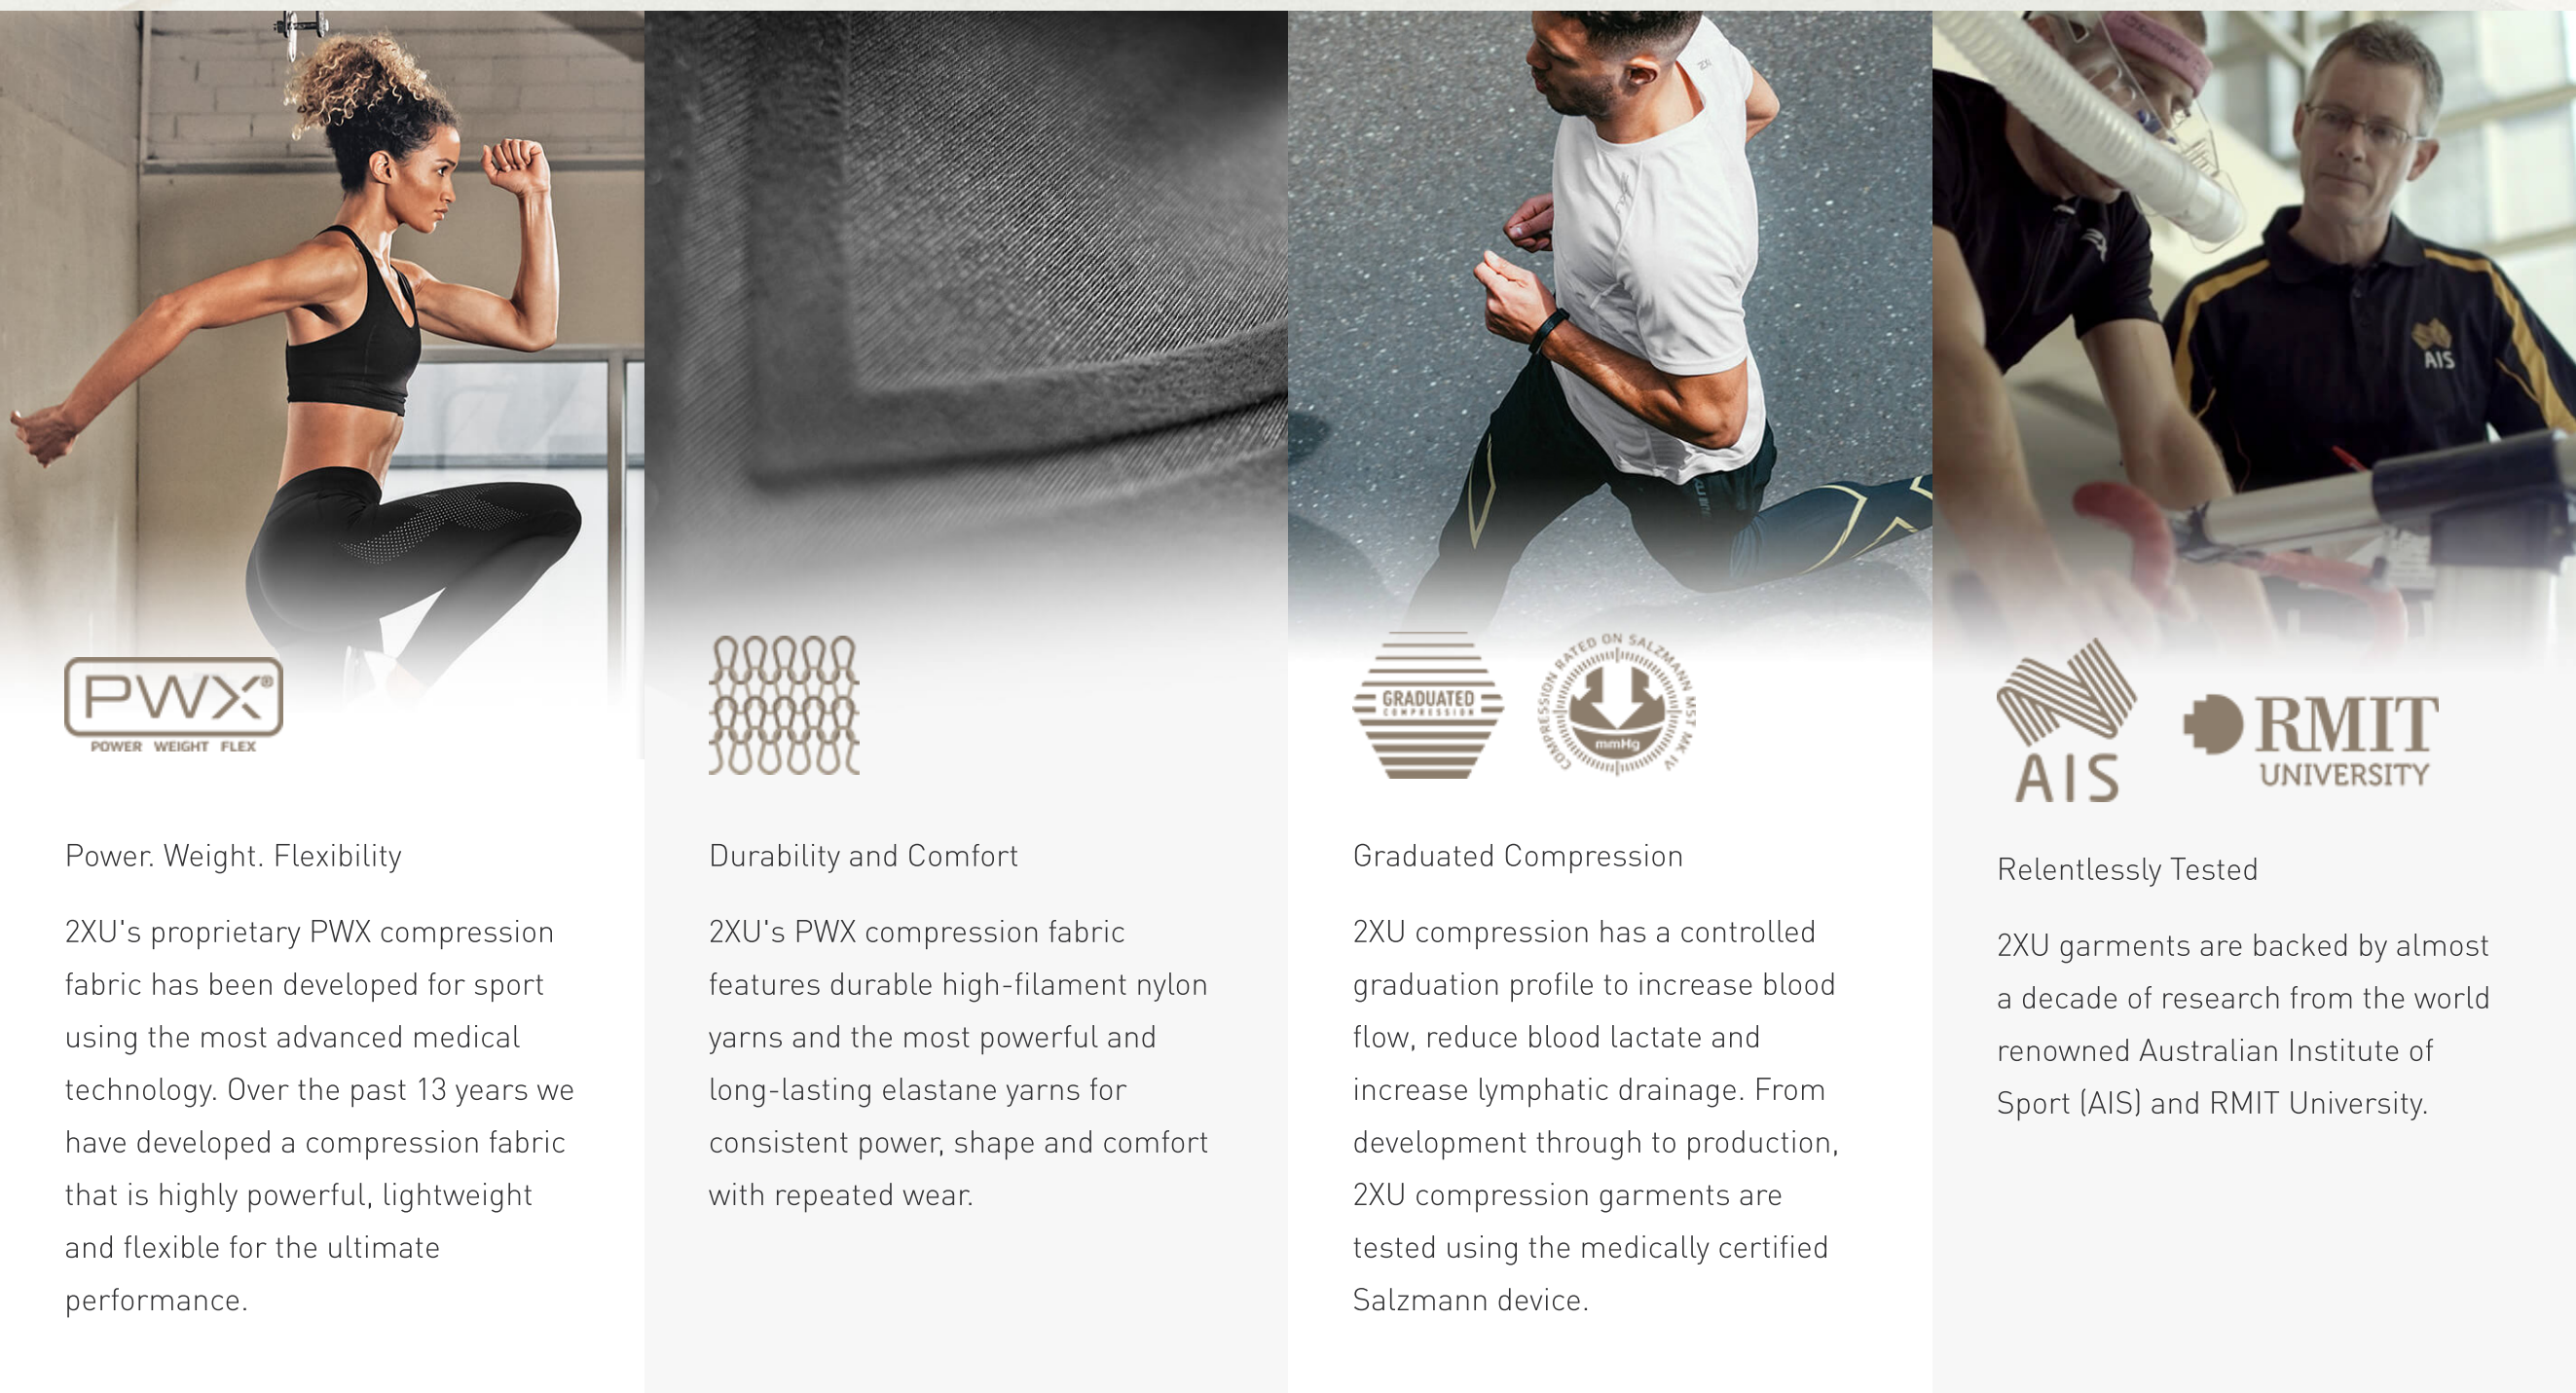 2XU
AIS
PWX®
POWER WEIGHT FLEX
Power. Weight. Flexibility
2XU's proprietary PWX compression
fabric has been developed for sport
using the most advanced medical
technology. Over the past 13 years we
have developed a compression fabric
that is highly powerful, lightweight
and flexible for the ultimate
performance.
Durability and Comfort
2XU's PWX compression fabric
features durable high-filament nylon
yarns and the most powerful and
long-lasting elastane yarns for
consistent power, shape and comfort
with repeated wear.
GRADUATED
COMPRESSION
COMPRESSION RATED ON SALZMANN MST MK IV
mmHg
Graduated Compression
2XU compression has a controlled
graduation profile to increase blood
flow, reduce blood lactate and
increase lymphatic drainage. From
development through to production,
2XU compression garments are
tested using the medically certified
Salzmann device.
AIS
RMIT
UNIVERSITY
Relentlessly Tested
2XU garments are backed by almost
a decade of research from the world
renowned Australian Institute of
Sport (AIS) and RMIT University.